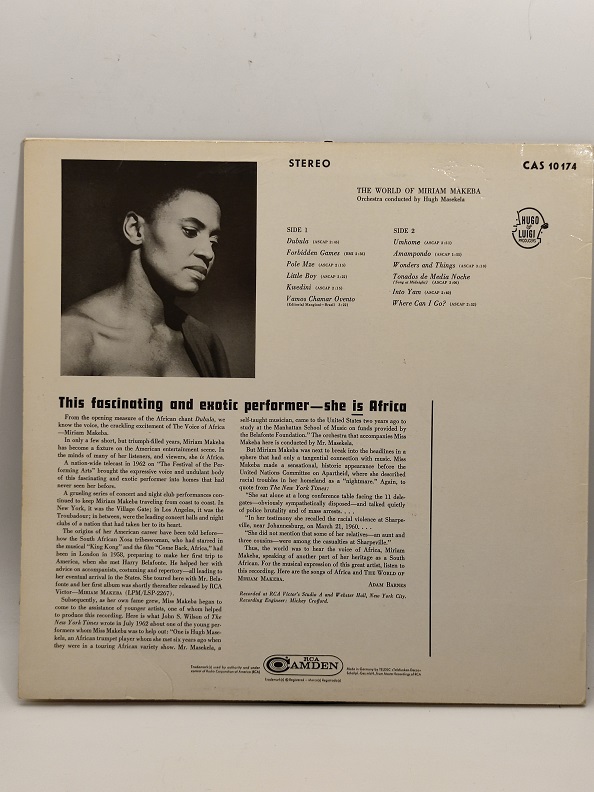 STEREO
CAS 10174
THE WORLD OF MIRIAM MAKEBA
Orchestra conducted by Hugh Masekela
HUGO
LUIGI
PRODUCERS
SIDE 1
Dubula (ASCAP
Forbidden Games (BMI
Pole Mze (ASCAP
Little Boy (ASCAP
Kwedini (ASCAP
Vamos Chamar Ovento
SIDE 2
Umhome (ASCAP
Amampondo (ASCAP
Wonders and Things (ASCAP
Tonados de Media Noche
(Song at Midnight) (ASCAP
Into Yam (ASCAP
Where Can I Go? (ASCAP
This fascinating and exotic performer—she is Africa
From the opening measure of the African chant Dubula, we
know the voice, the crackling excitement of The Voice of Africa
—Miriam Makeba.
In only a few short, but triumph-filled years, Miriam Makeba
has become a fixture on the American entertainment scene. In
the minds of many of her listeners, and viewers, she is Africa.
A nation-wide telecast in 1962 on "The Festival of the Per-
forming Arts" brought the expressive voice and undulant body
of this fascinating and exotic performer into homes that had
never seen her before.
A grueling series of concert and night club performances con-
tinued to keep Miriam Makeba traveling from coast to coast. In
New York, it was the Village Gate; in Los Angeles, it was the
Troubadour; in between, were the leading concert halls and night
clubs of a nation that had taken her to its heart.
The origins of her American career have been told before—
how the South African Xosa tribeswoman, who had starred in
the musical "King Kong" and the film "Come Back, Africa," had
been in London in 1958, preparing to make her first trip to
America, when she met Harry Belafonte. He helped her with
advice on accompanists, costuming and repertory—all leading to
her eventual arrival in the States. She toured here with Mr. Bela-
fonte and her first album was shortly thereafter released by RCA
Victor—MIRIAM MAKEBA (LPM/LSP-2267).
Subsequently, as her own fame grew, Miss Makeba began to
come to the assistance of younger artists, one of whom helped
to produce this recording. Here is what John S. Wilson of The
New York Times wrote in July 1962 about one of the young per-
formers whom Miss Makeba was to help out: "One is Hugh Mase-
kela, an African trumpet player whom she met six years ago when
they were in a touring African variety show. Mr. Masekela, a
self-taught musician, came to the United States two years ago to
study at the Manhattan School of Music on funds provided by
the Belafonte Foundation." The orchestra that accompanies Miss
Makeba here is conducted by Mr. Masekela.
But Miriam Makeba was next to break into the headlines in a
sphere that had only a tangential connection with music. Miss
Makeba made a sensational, historic appearance before the
United Nations Committee on Apartheid, where she described
racial troubles in her homeland as a "nightmare." Again, to
quote from The New York Times:
"She sat alone at a long conference table facing the 11 dele-
gates—obviously sympathetically disposed—and talked quietly
of police brutality and of mass arrests. . . .
"In her testimony she recalled the racial violence at Sharpe-
ville, near Johannesburg, on March 21, 1960. . . .
"She did not mention that some of her relatives—an aunt and
three cousins—were among the casualties at Sharpeville."
Thus, the world was to hear the voice of Africa, Miriam
Makeba, speaking of another part of her heritage as a South
African. For the musical expression of this great artist, listen to
this recording. Here are the songs of Africa and THE WORLD OF
MIRIAM MAKEBA.
ADAM BARNES
Recorded at RCA Victor's Studio A and Webster Hall, New York City.
Recording Engineer: Mickey Crofford.
RCA
CAMDEN